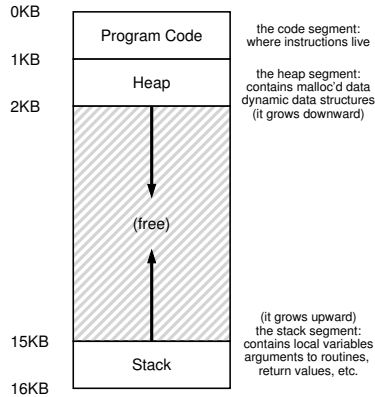 0KB
Program Code
the code segment:
where instructions live
1KB
Heap
the heap segment:
contains malloc'd data
dynamic data structures
(it grows downward)
2KB
(free)
(it grows upward)
the stack segment:
contains local variables
arguments to routines,
return values, etc.
15KB
Stack
16KB